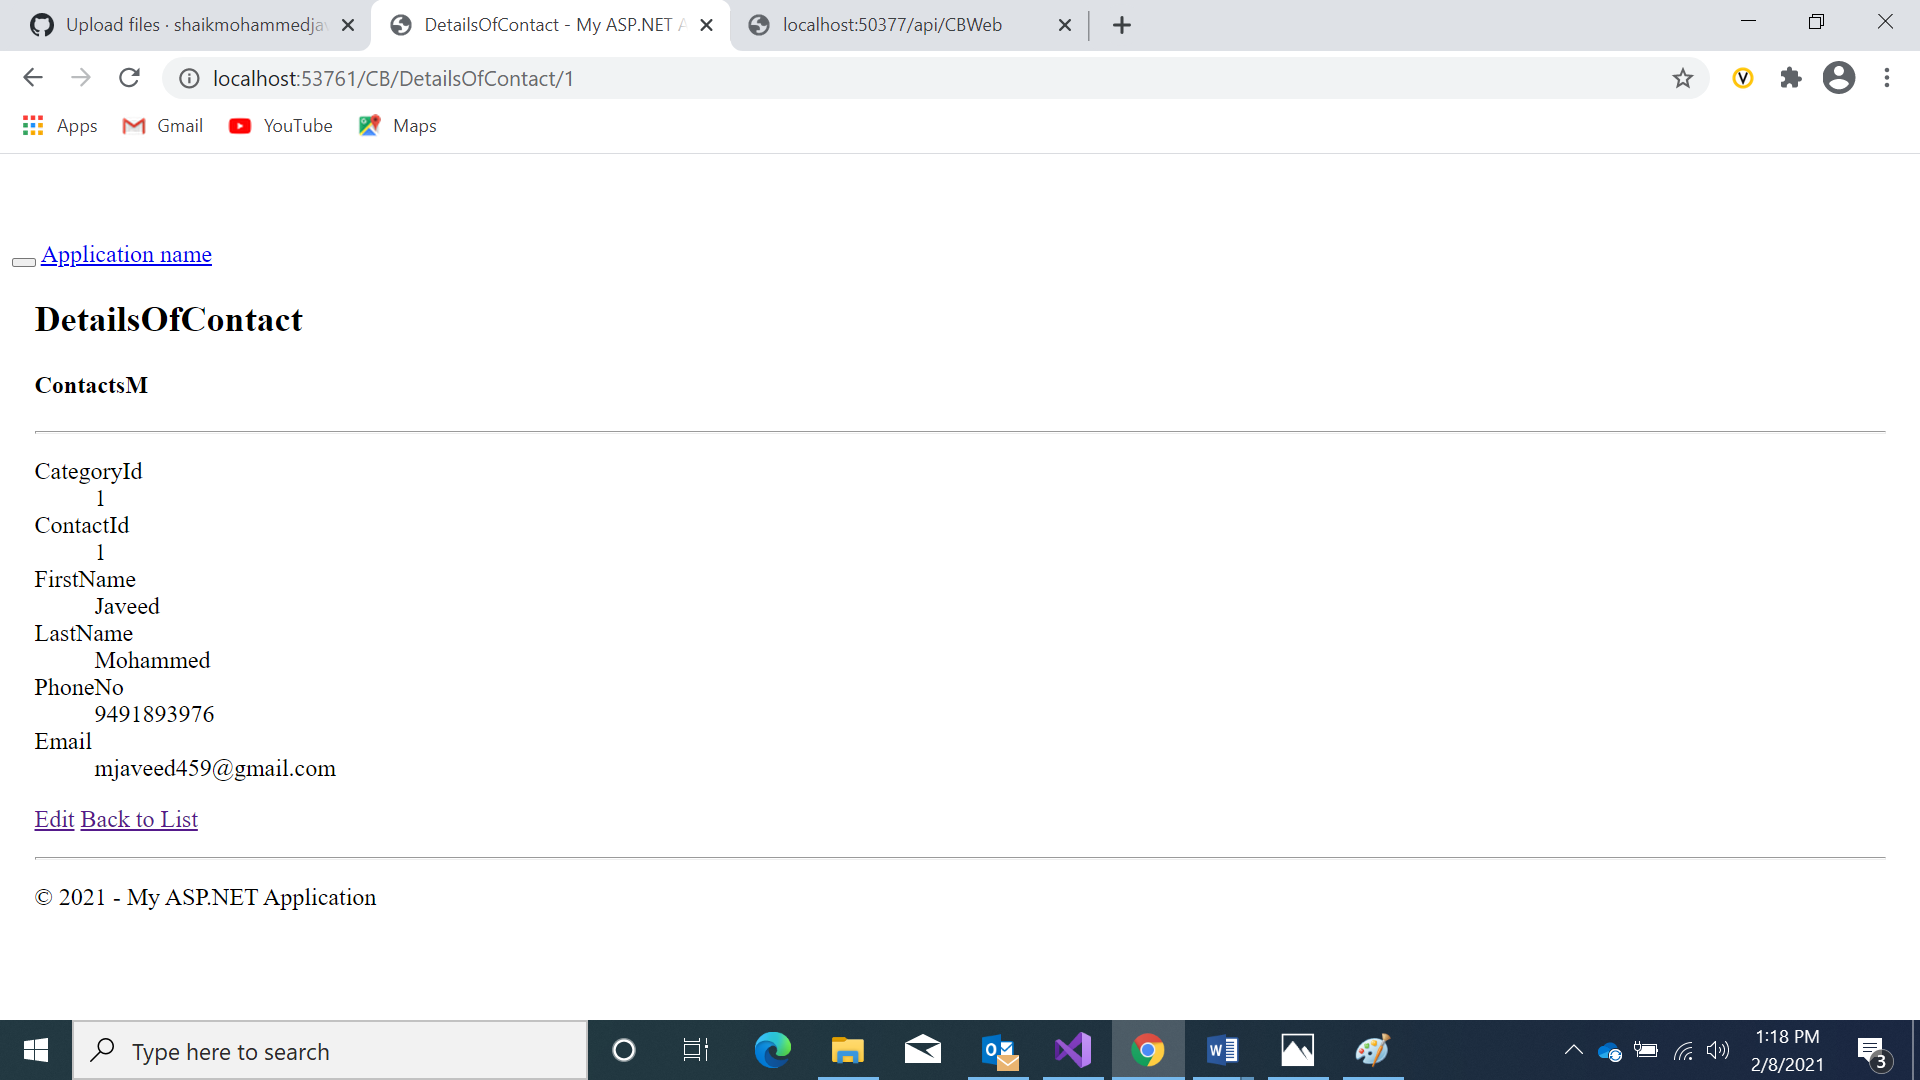 Upload files · shaikmohammedja
DetailsOfContact - My ASP.NET A
localhost:50377/api/CBWeb
localhost:53761/CB/DetailsOfContact/1
Apps
Gmail
YouTube
Maps
Application name
DetailsOfContact
ContactsM
CategoryId
1
ContactId
1
FirstName
Javeed
LastName
Mohammed
PhoneNo
9491893976
Email
mjaveed459@gmail.com
Edit Back to List
© 2021 - My ASP.NET Application
Type here to search
1:18 PM
2/8/2021
3